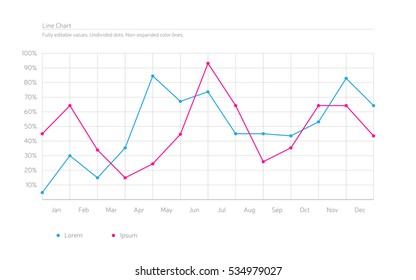 Line Chart
Fully editable values. Undivided dots. Non-expanded color lines.
100%
90%
80%
70%
60%
50%
40%
30%
20%
10%
Jan Feb Mar Apr May Jun Jul Aug Sep Oct Nov Dec
Lorem Ipsum
shutterstock.com · 534979027